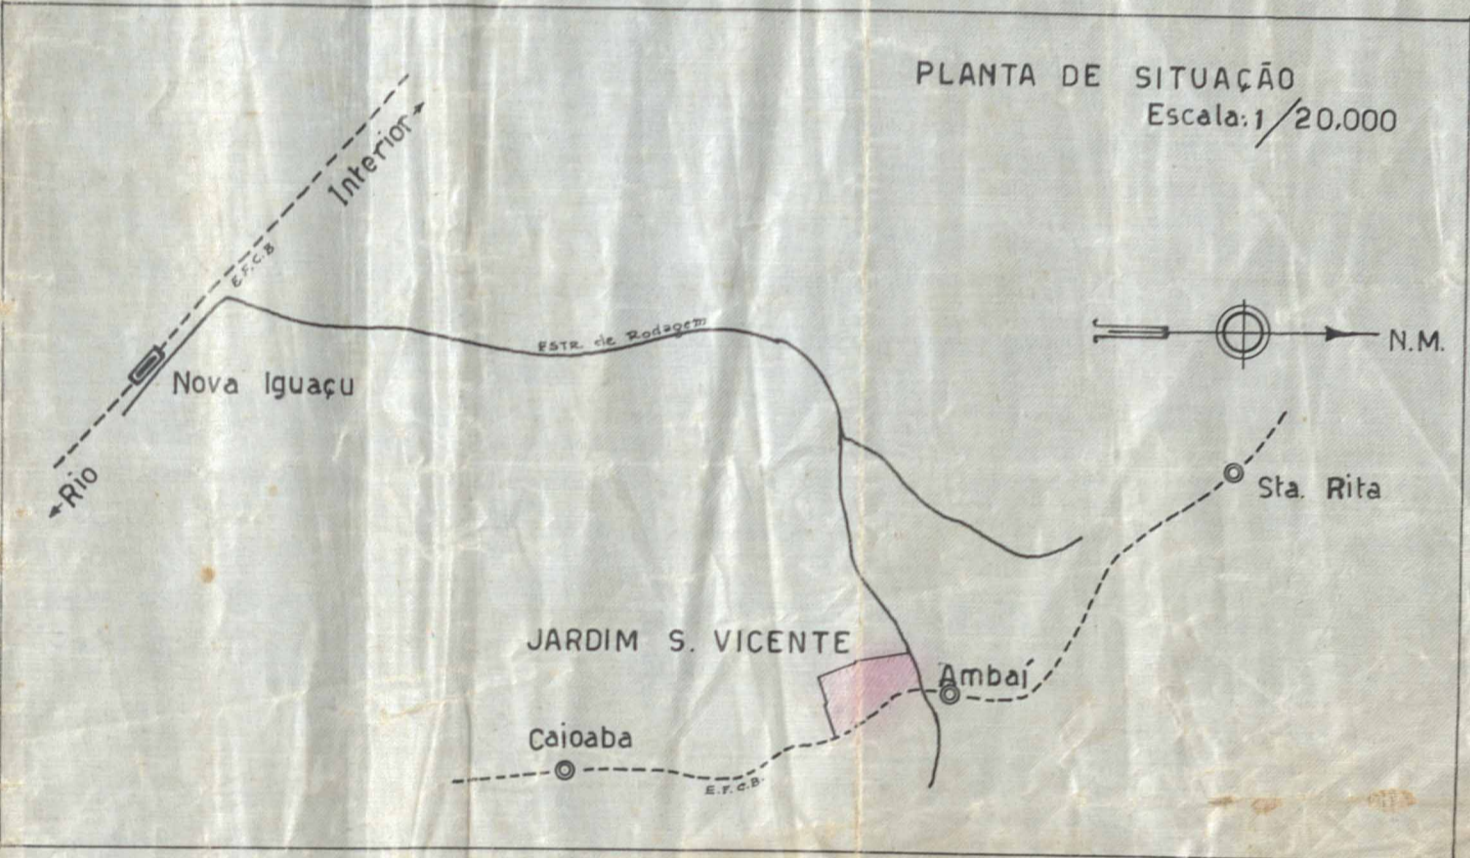 PLANTA DE SITUAÇÃO
Escala: 1/20.000
Interior
E.F.C.B
ESTR. de Rodagem
N.M.
Nova Iguaçu
Rio
Sta. Rita
JARDIM S. VICENTE
Ambaí
Caioaba
E.F.C.B.